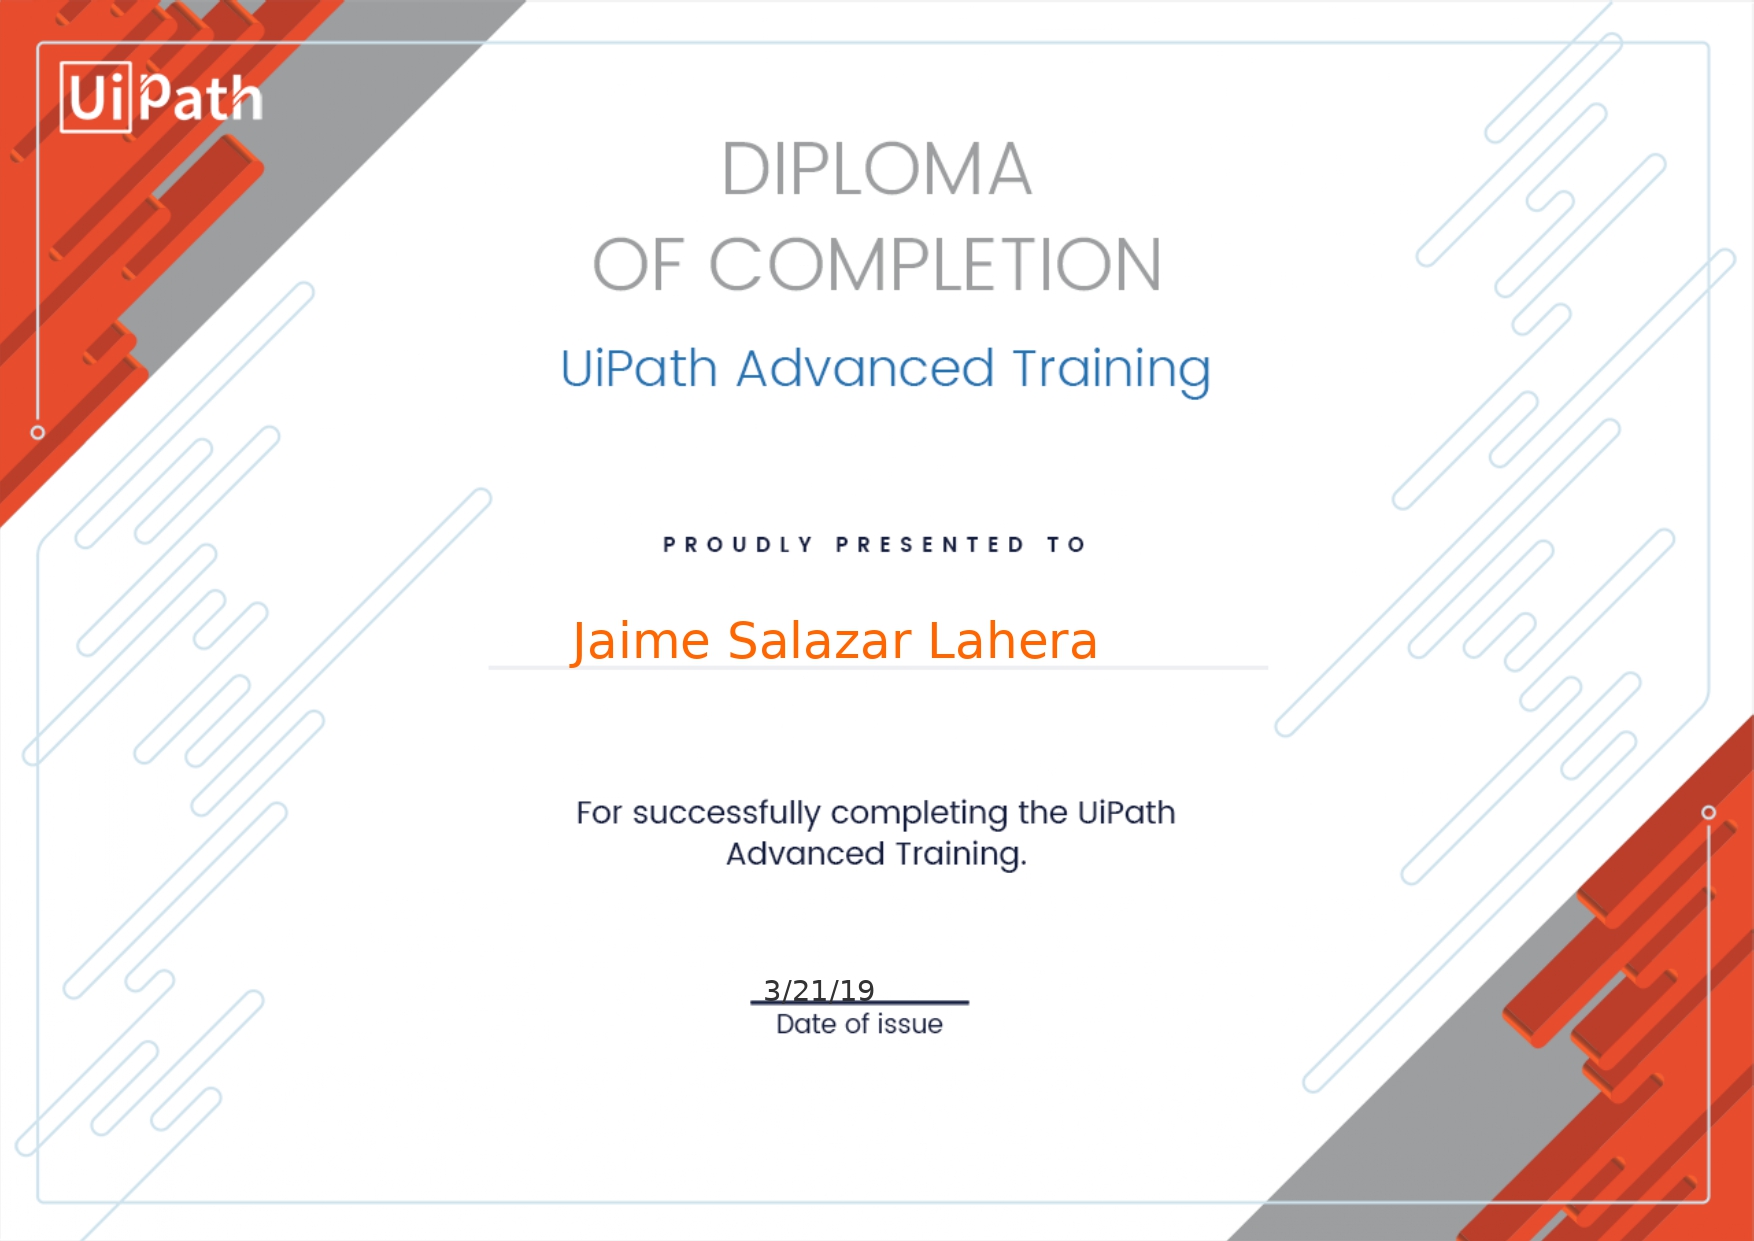 UiPath
DIPLOMA
OF COMPLETION
UiPath Advanced Training
PROUDLY PRESENTED TO
Jaime Salazar Lahera
For successfully completing the UiPath
Advanced Training.
3/21/19
Date of issue